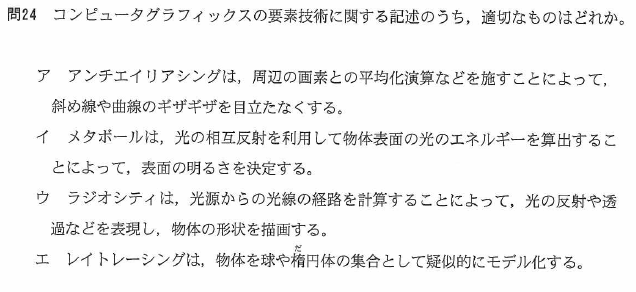 問24 コンピュータグラフィックスの要素技術に関する記述のうち，適切なものはどれか。
ア アンチエイリアシングは，周辺の画素との平均化演算などを施すことによって，
斜め線や曲線のギザギザを目立たなくする。
イ メタボールは，光の相互反射を利用して物体表面の光のエネルギーを算出するこ
とによって，表面の明るさを決定する。
ウ ラジオシティは，光源からの光線の経路を計算することによって，光の反射や透
過などを表現し，物体の形状を描画する。
だ
エ レイトレーシングは，物体を球や楕円体の集合として疑似的にモデル化する。